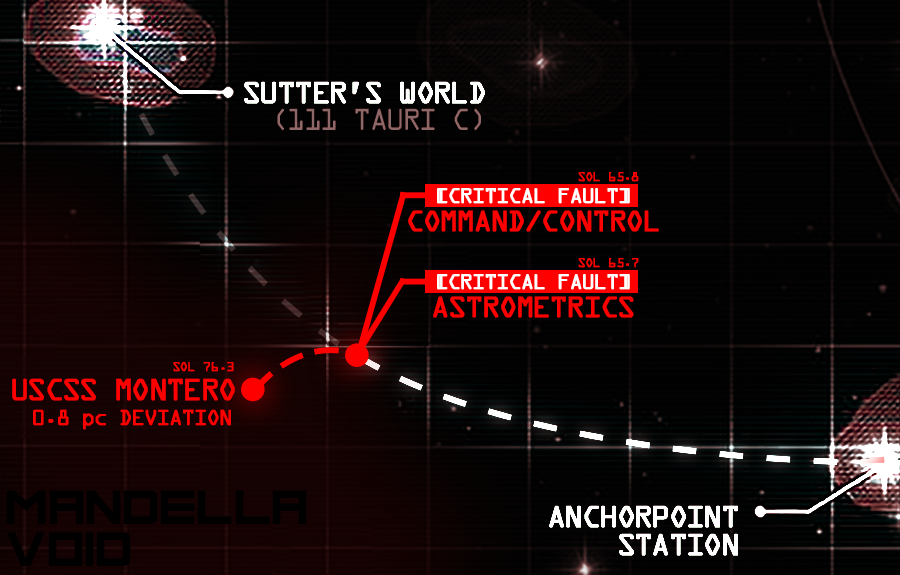 SUTTER'S WORLD
(111 TAURI C)
SOL 65.8
[CRITICAL FAULT]
COMMAND/CONTROL
SOL 65.7
[CRITICAL FAULT]
ASTROMETRICS
SOL 76.3
USCSS MONTERO
0.8 pc DEVIATION
MANDELLA
VOID
ANCHORPOINT
STATION